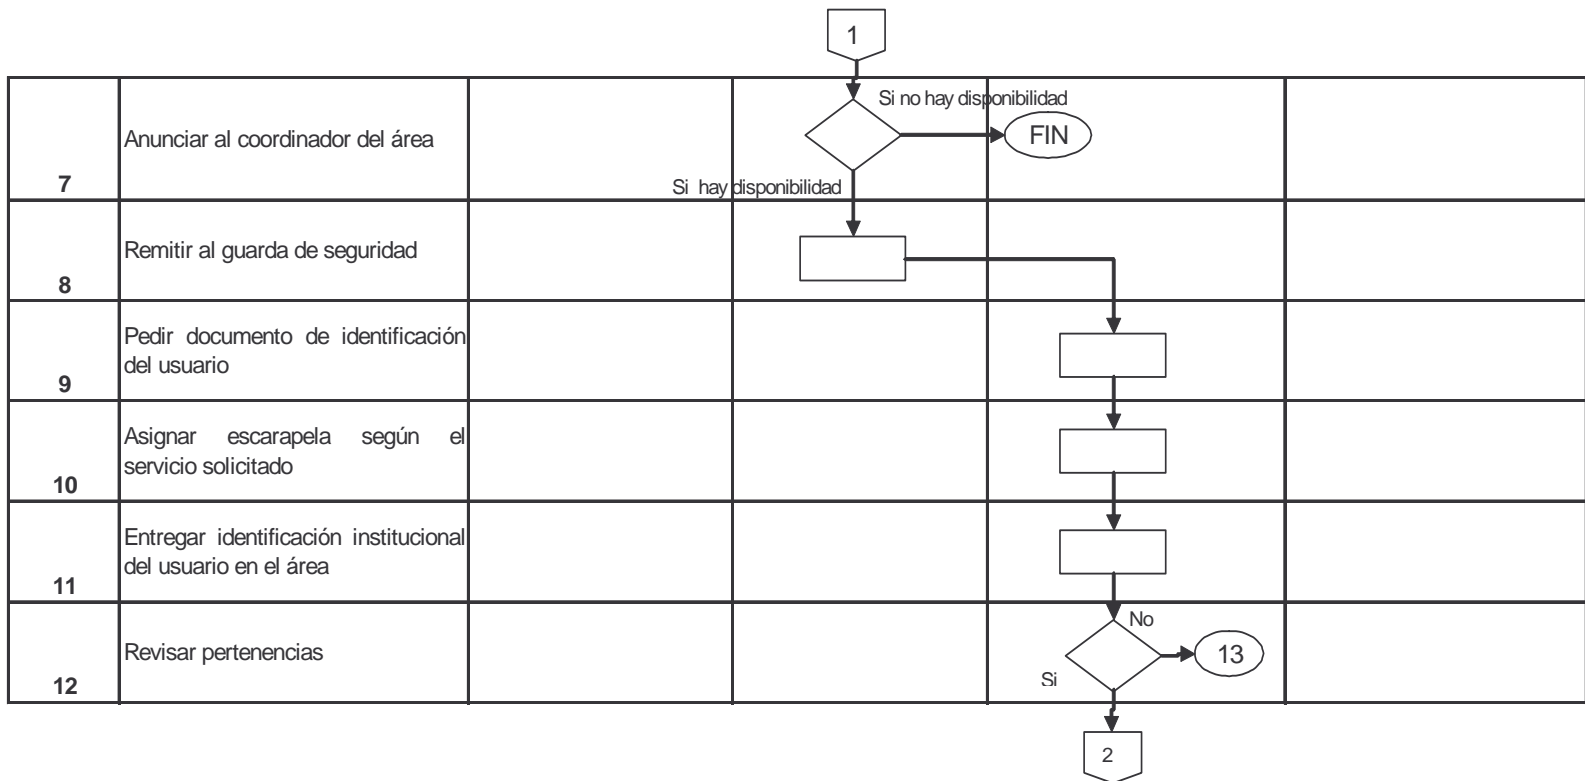 1
Si no hay disponibilidad
Anunciar al coordinador del área
FIN
7
Si hay disponibilidad
Remitir al guarda de seguridad
8
Pedir documento de identificación
del usuario
9
Asignar escarapela según el
servicio solicitado
10
Entregar identificación institucional
del usuario en el área
11
No
Revisar pertenencias
13
Si
12
2